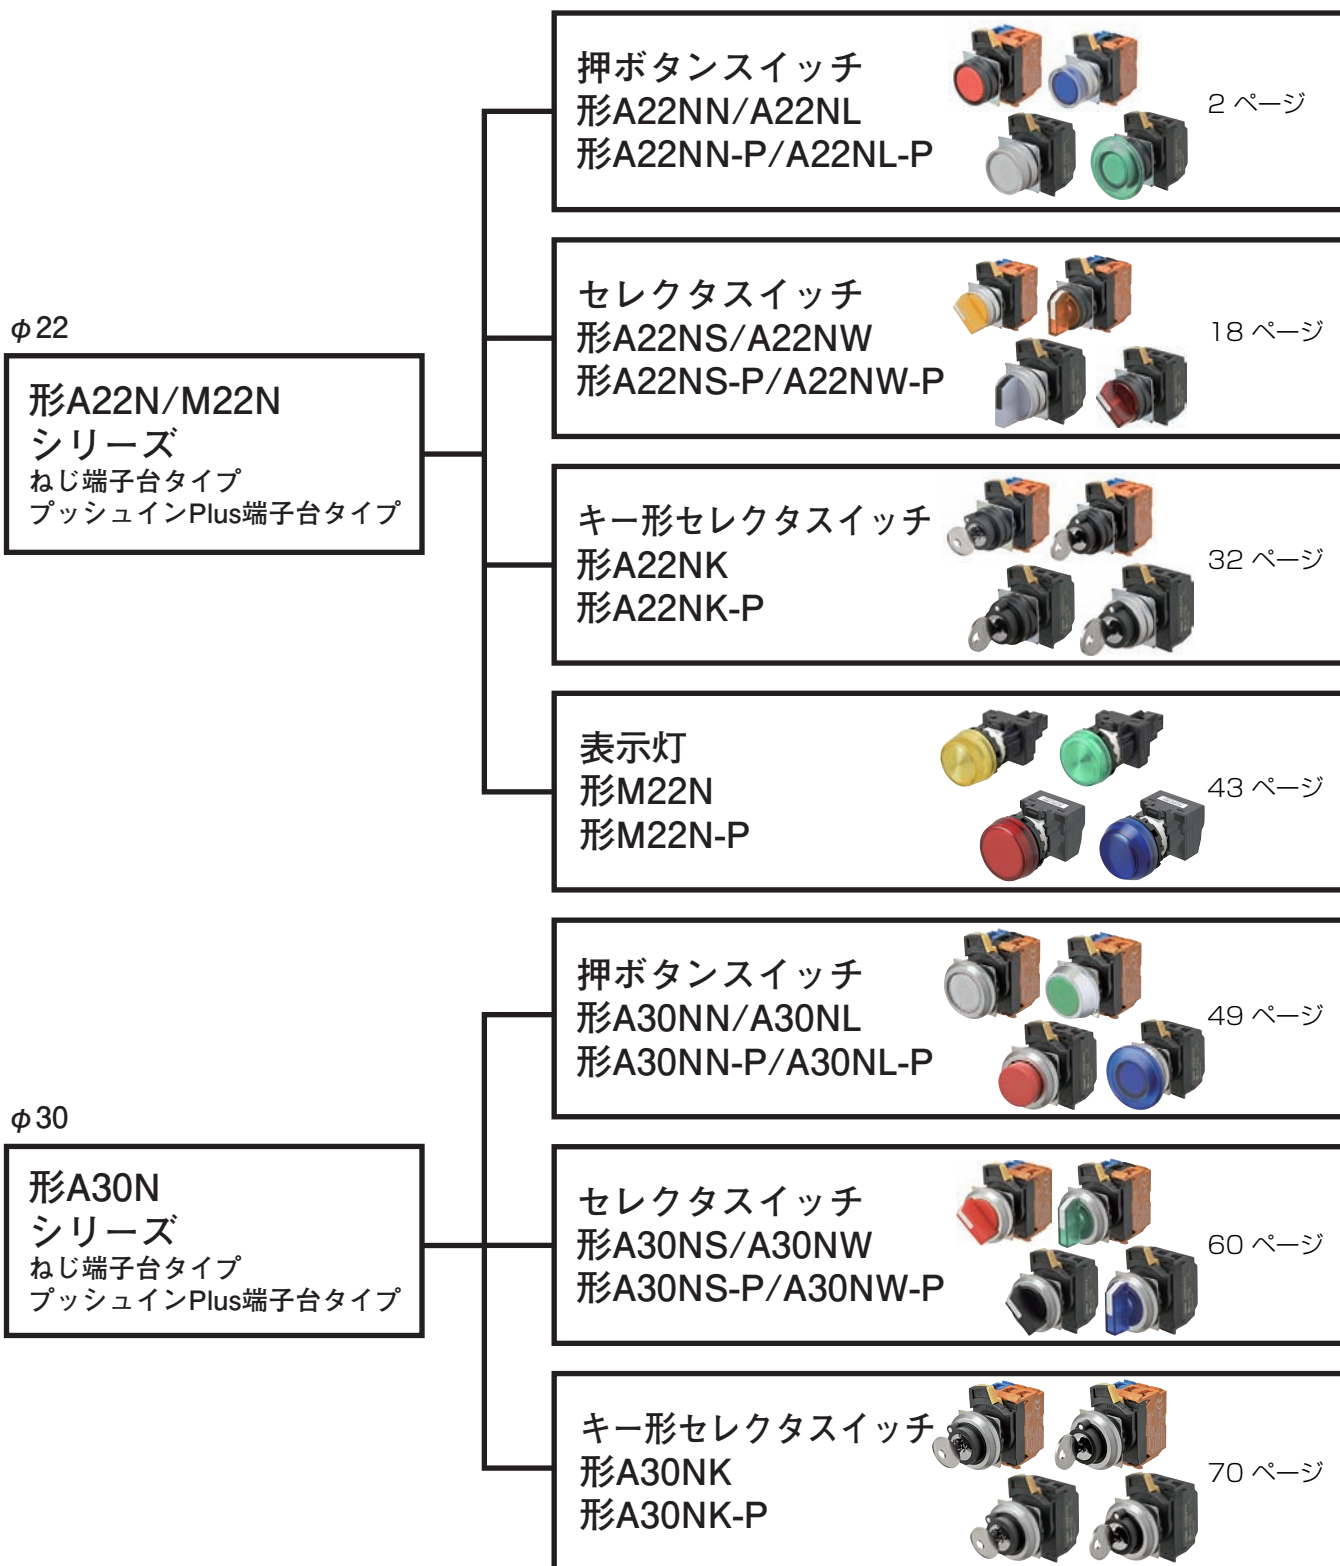 φ22
形A22N/M22N
シリーズ
ねじ端子台タイプ
プッシュインPlus端子台タイプ
押ボタンスイッチ
形A22NN/A22NL
形A22NN-P/A22NL-P
2 ページ
セレクタスイッチ
形A22NS/A22NW
形A22NS-P/A22NW-P
18 ページ
キー形セレクタスイッチ
形A22NK
形A22NK-P
32 ページ
表示灯
形M22N
形M22N-P
43 ページ
φ30
形A30N
シリーズ
ねじ端子台タイプ
プッシュインPlus端子台タイプ
押ボタンスイッチ
形A30NN/A30NL
形A30NN-P/A30NL-P
49 ページ
セレクタスイッチ
形A30NS/A30NW
形A30NS-P/A30NW-P
60 ページ
キー形セレクタスイッチ
形A30NK
形A30NK-P
70 ページ